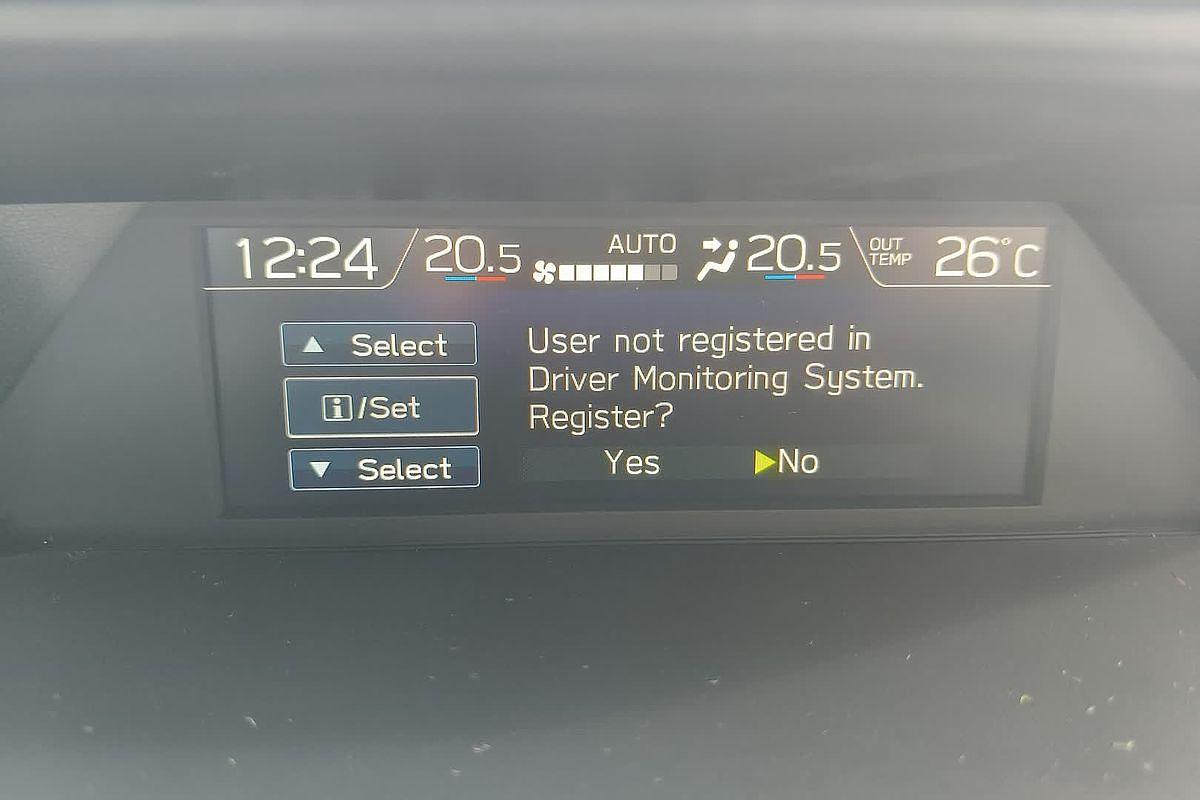 12:24 20.5 AUTO 20.5 OUT TEMP 26°C
▲ Select
i/Set
▼ Select
User not registered in
Driver Monitoring System.
Register?
Yes ▶No